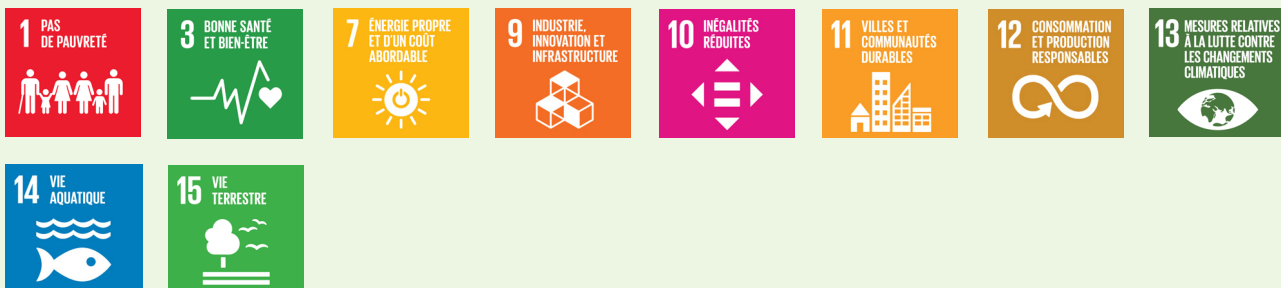 1 PAS
DE PAUVRETÉ
3 BONNE SANTÉ
ET BIEN-ÊTRE
7 ÉNERGIE PROPRE
ET D'UN COÛT
ABORDABLE
9 INDUSTRIE,
INNOVATION ET
INFRASTRUCTURE
10 INÉGALITÉS
RÉDUITES
11 VILLES ET
COMMUNAUTÉS
DURABLES
12 CONSOMMATION
ET PRODUCTION
RESPONSABLES
13 MESURES RELATIVES
À LA LUTTE CONTRE
LES CHANGEMENTS
CLIMATIQUES
14 VIE
AQUATIQUE
15 VIE
TERRESTRE